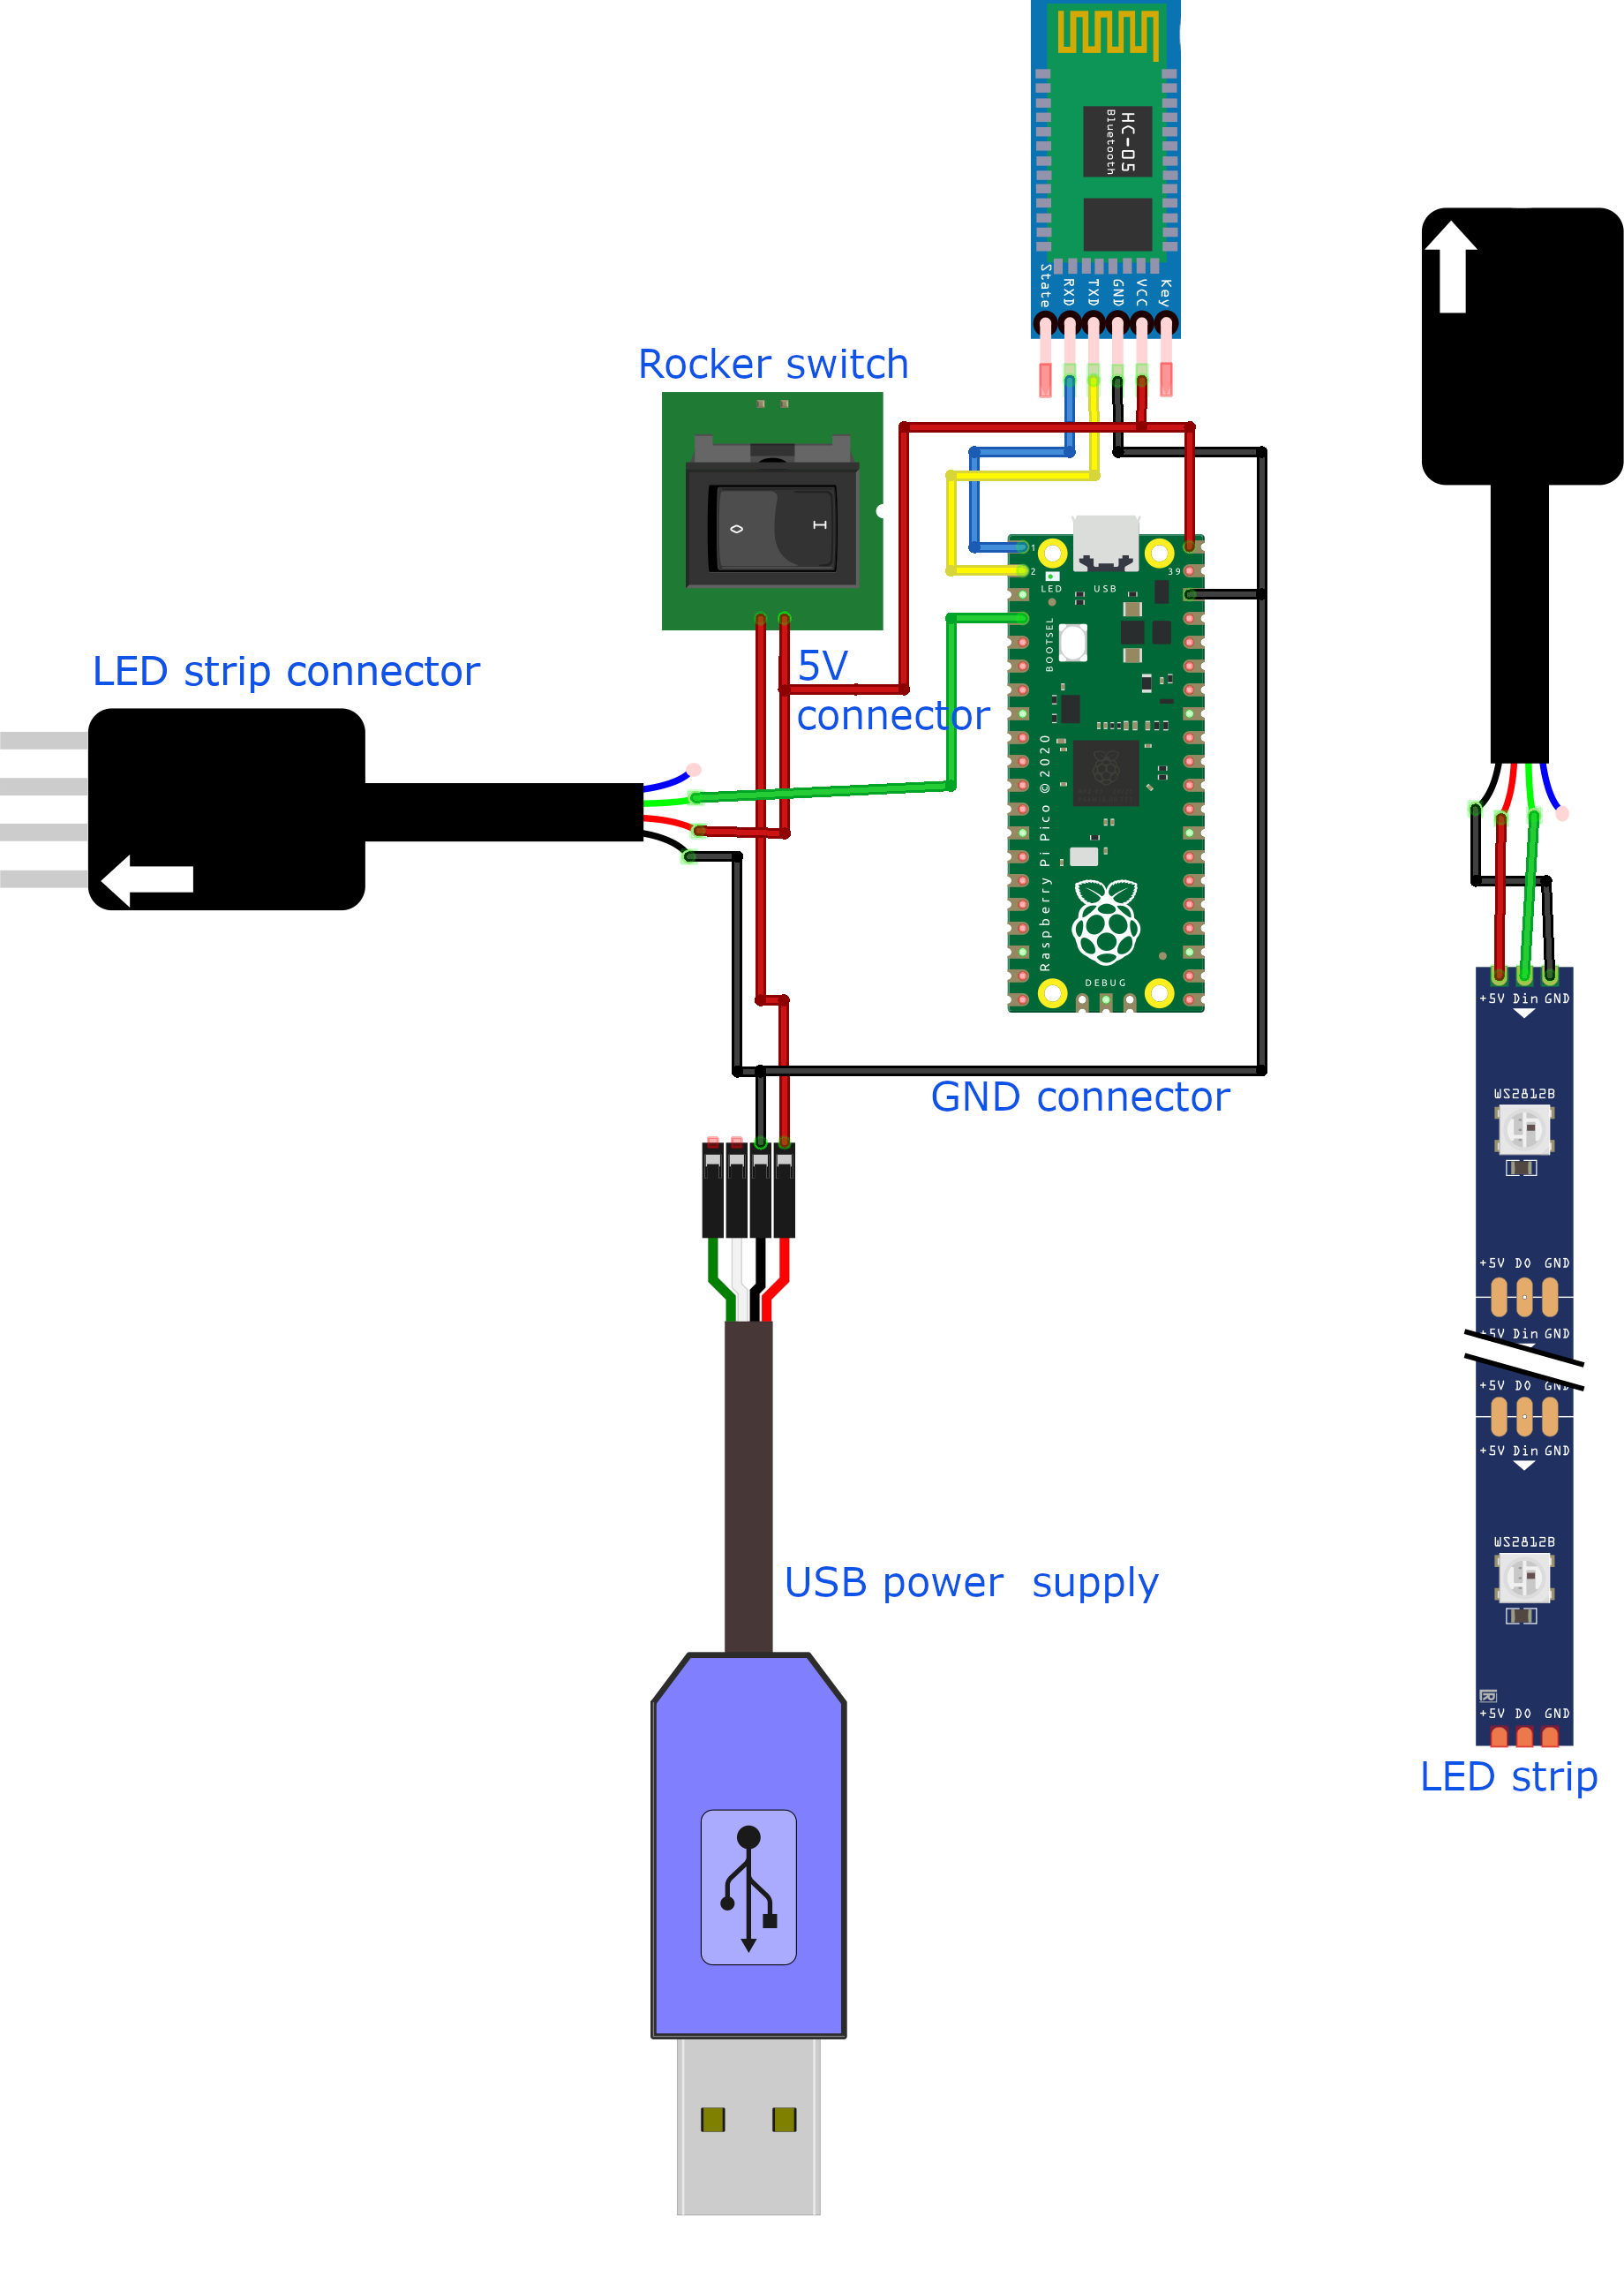 HC-05
Bluetooth
State
RXD
TXD
GND
VCC
Key
Rocker switch
O
I
1
2
39
LED
USB
BOOTSEL
5V
connector
LED strip connector
Raspberry Pi Pico ©2020
DEBUG
GND connector
+5V Din GND
WS2812B
+5V DO GND
+5V Din GND
+5V DO GND
+5V Din GND
WS2812B
USB power supply
R
+5V DO GND
LED strip